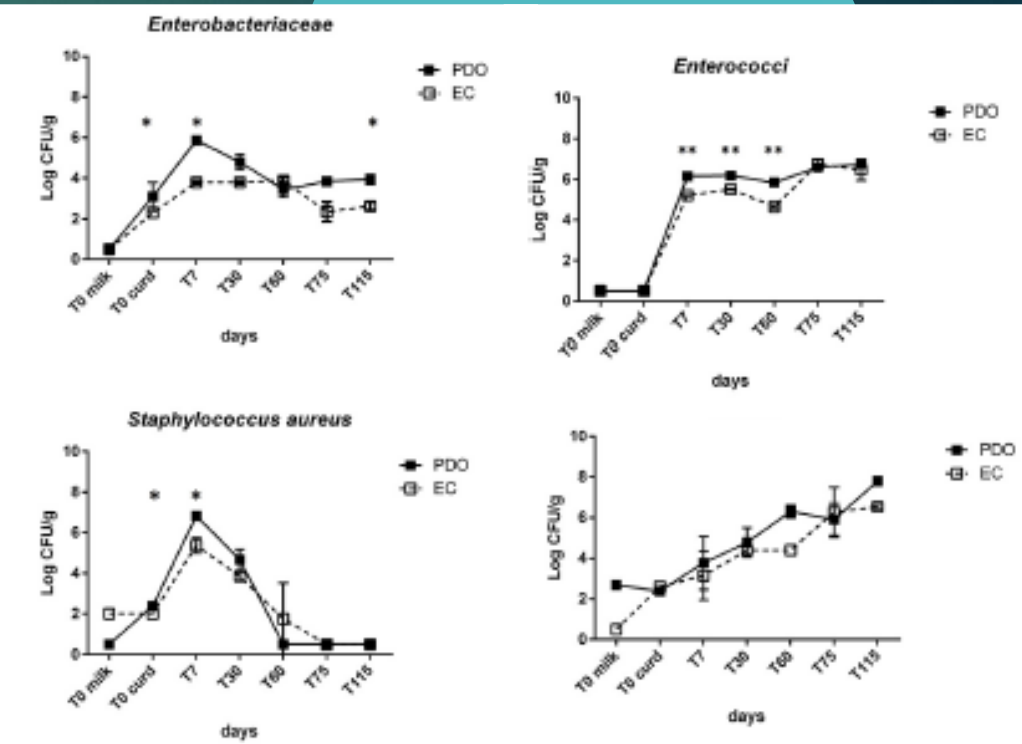 Enterobacteriaceae
10
8
6
4
2
0
Log CFU/g
* * *
PDO
EC
T0 milk T0 curd T7 T30 T60 T75 T115
days
Enterococci
10
8
6
4
2
0
Log CFU/g
** ** **
PDO
EC
T0 milk T0 curd T7 T30 T60 T75 T115
days
Staphylococcus aureus
10
8
6
4
2
0
Log CFU/g
* *
PDO
EC
T0 milk T0 curd T7 T30 T60 T75 T115
days
10
8
6
4
2
0
Log CFU/g
PDO
EC
T0 milk T0 curd T7 T30 T60 T75 T115
days